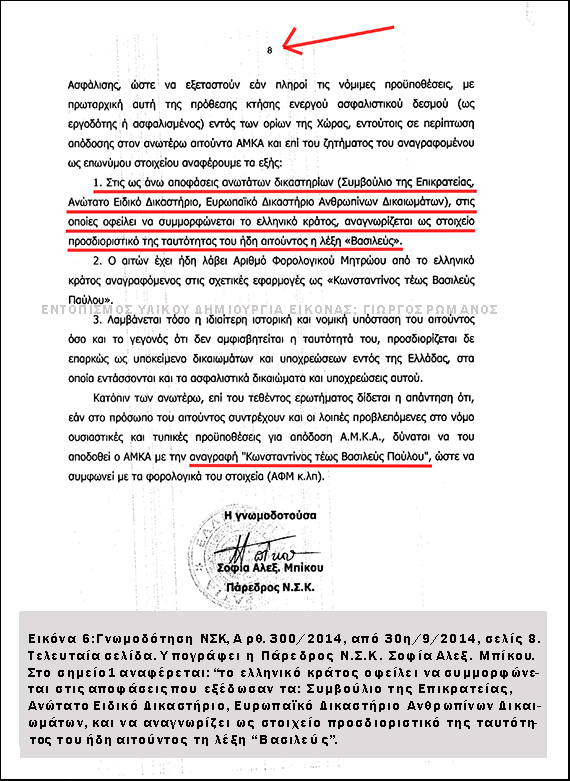 8
Ασφάλισης, ώστε να εξεταστούν εάν πληροί τις νόμιμες προϋποθέσεις, με
πρωταρχική αυτή της πρόθεσης κτήσης ενεργού ασφαλιστικού δεσμού (ως
εργοδότης ή ασφαλισμένος) εντός των ορίων της Χώρας, εντούτοις σε περίπτωση
απόδοσης στον ανωτέρω αιτούντα ΑΜΚΑ και επί του ζητήματος του αναγραφομένου
ως επωνύμου στοιχείου αναφέρουμε τα εξής:
1. Στις ως άνω αποφάσεις ανωτάτων δικαστηρίων (Συμβούλιο της Επικρατείας,
Ανώτατο Ειδικό Δικαστήριο, Ευρωπαϊκό Δικαστήριο Ανθρωπίνων Δικαιωμάτων), στις
οποίες οφείλει να συμμορφώνεται το ελληνικό κράτος, αναγνωρίζεται ως στοιχείο
προσδιοριστικό της ταυτότητας του ήδη αιτούντος η λέξη «Βασιλεύς».
2. Ο αιτών έχει ήδη λάβει Αριθμό Φορολογικού Μητρώου από το ελληνικό
κράτος αναγραφόμενος στις σχετικές εφαρμογές ως «Κωνσταντίνος τέως Βασιλεύς
Παύλου».
ΕΝΤΟΠΙΣΜΟΣ ΥΛΙΚΟΥ ΔΗΜΙΟΥΡΓΙΑ ΕΙΚΟΝΑΣ: ΓΙΩΡΓΟΣ ΡΩΜΑΝΟΣ
3. Λαμβάνεται τόσο η ιδιαίτερη ιστορική και νομική υπόσταση του αιτούντος
όσο και το γεγονός ότι δεν αμφισβητείται η ταυτότητά του, προσδιορίζεται δε
επαρκώς ως υποκείμενο δικαιωμάτων και υποχρεώσεων εντός της Ελλάδας, στα
οποία εντάσσονται και τα ασφαλιστικά δικαιώματα και υποχρεώσεις αυτού.
Κατόπιν των ανωτέρω, επί του τεθέντος ερωτήματος δίδεται η απάντηση ότι,
εάν στο πρόσωπο του αιτούντος συντρέχουν και οι λοιπές προβλεπόμενες στο νόμο
ουσιαστικές και τυπικές προϋποθέσεις για απόδοση Α.Μ.Κ.Α., δύναται να του
αποδοθεί ο ΑΜΚΑ με την αναγραφή "Κωνσταντίνος τέως Βασιλεύς Παύλου", ώστε να
συμφωνεί με τα φορολογικά του στοιχεία (ΑΦΜ κ.λπ).
Η γνωμοδοτούσα
Σοφία Αλεξ. Μπίκου
Πάρεδρος Ν.Σ.Κ.
Εικόνα 6:Γνωμοδότηση ΝΣΚ, Αρθ. 300/2014, από 30η/9/2014, σελίς 8.
Τελευταία σελίδα. Υπογράφει η Πάρεδρος Ν.Σ.Κ. Σοφία Αλεξ. Μπίκου.
Στο σημείο1 αναφέρεται: “το ελληνικό κράτος οφείλει να συμμορφώνε-
ται στις αποφάσεις που εξέδωσαν τα: Συμβούλιο της Επικρατείας,
Ανώτατο Ειδικό Δικαστήριο, Ευρωπαϊκό Δικαστήριο Ανθρωπίνων Δικαι-
ωμάτων, και να αναγνωρίζει ως στοιχείο προσδιοριστικό της ταυτότη-
τος του ήδη αιτούντος τη λέξη “Βασιλεύς”.